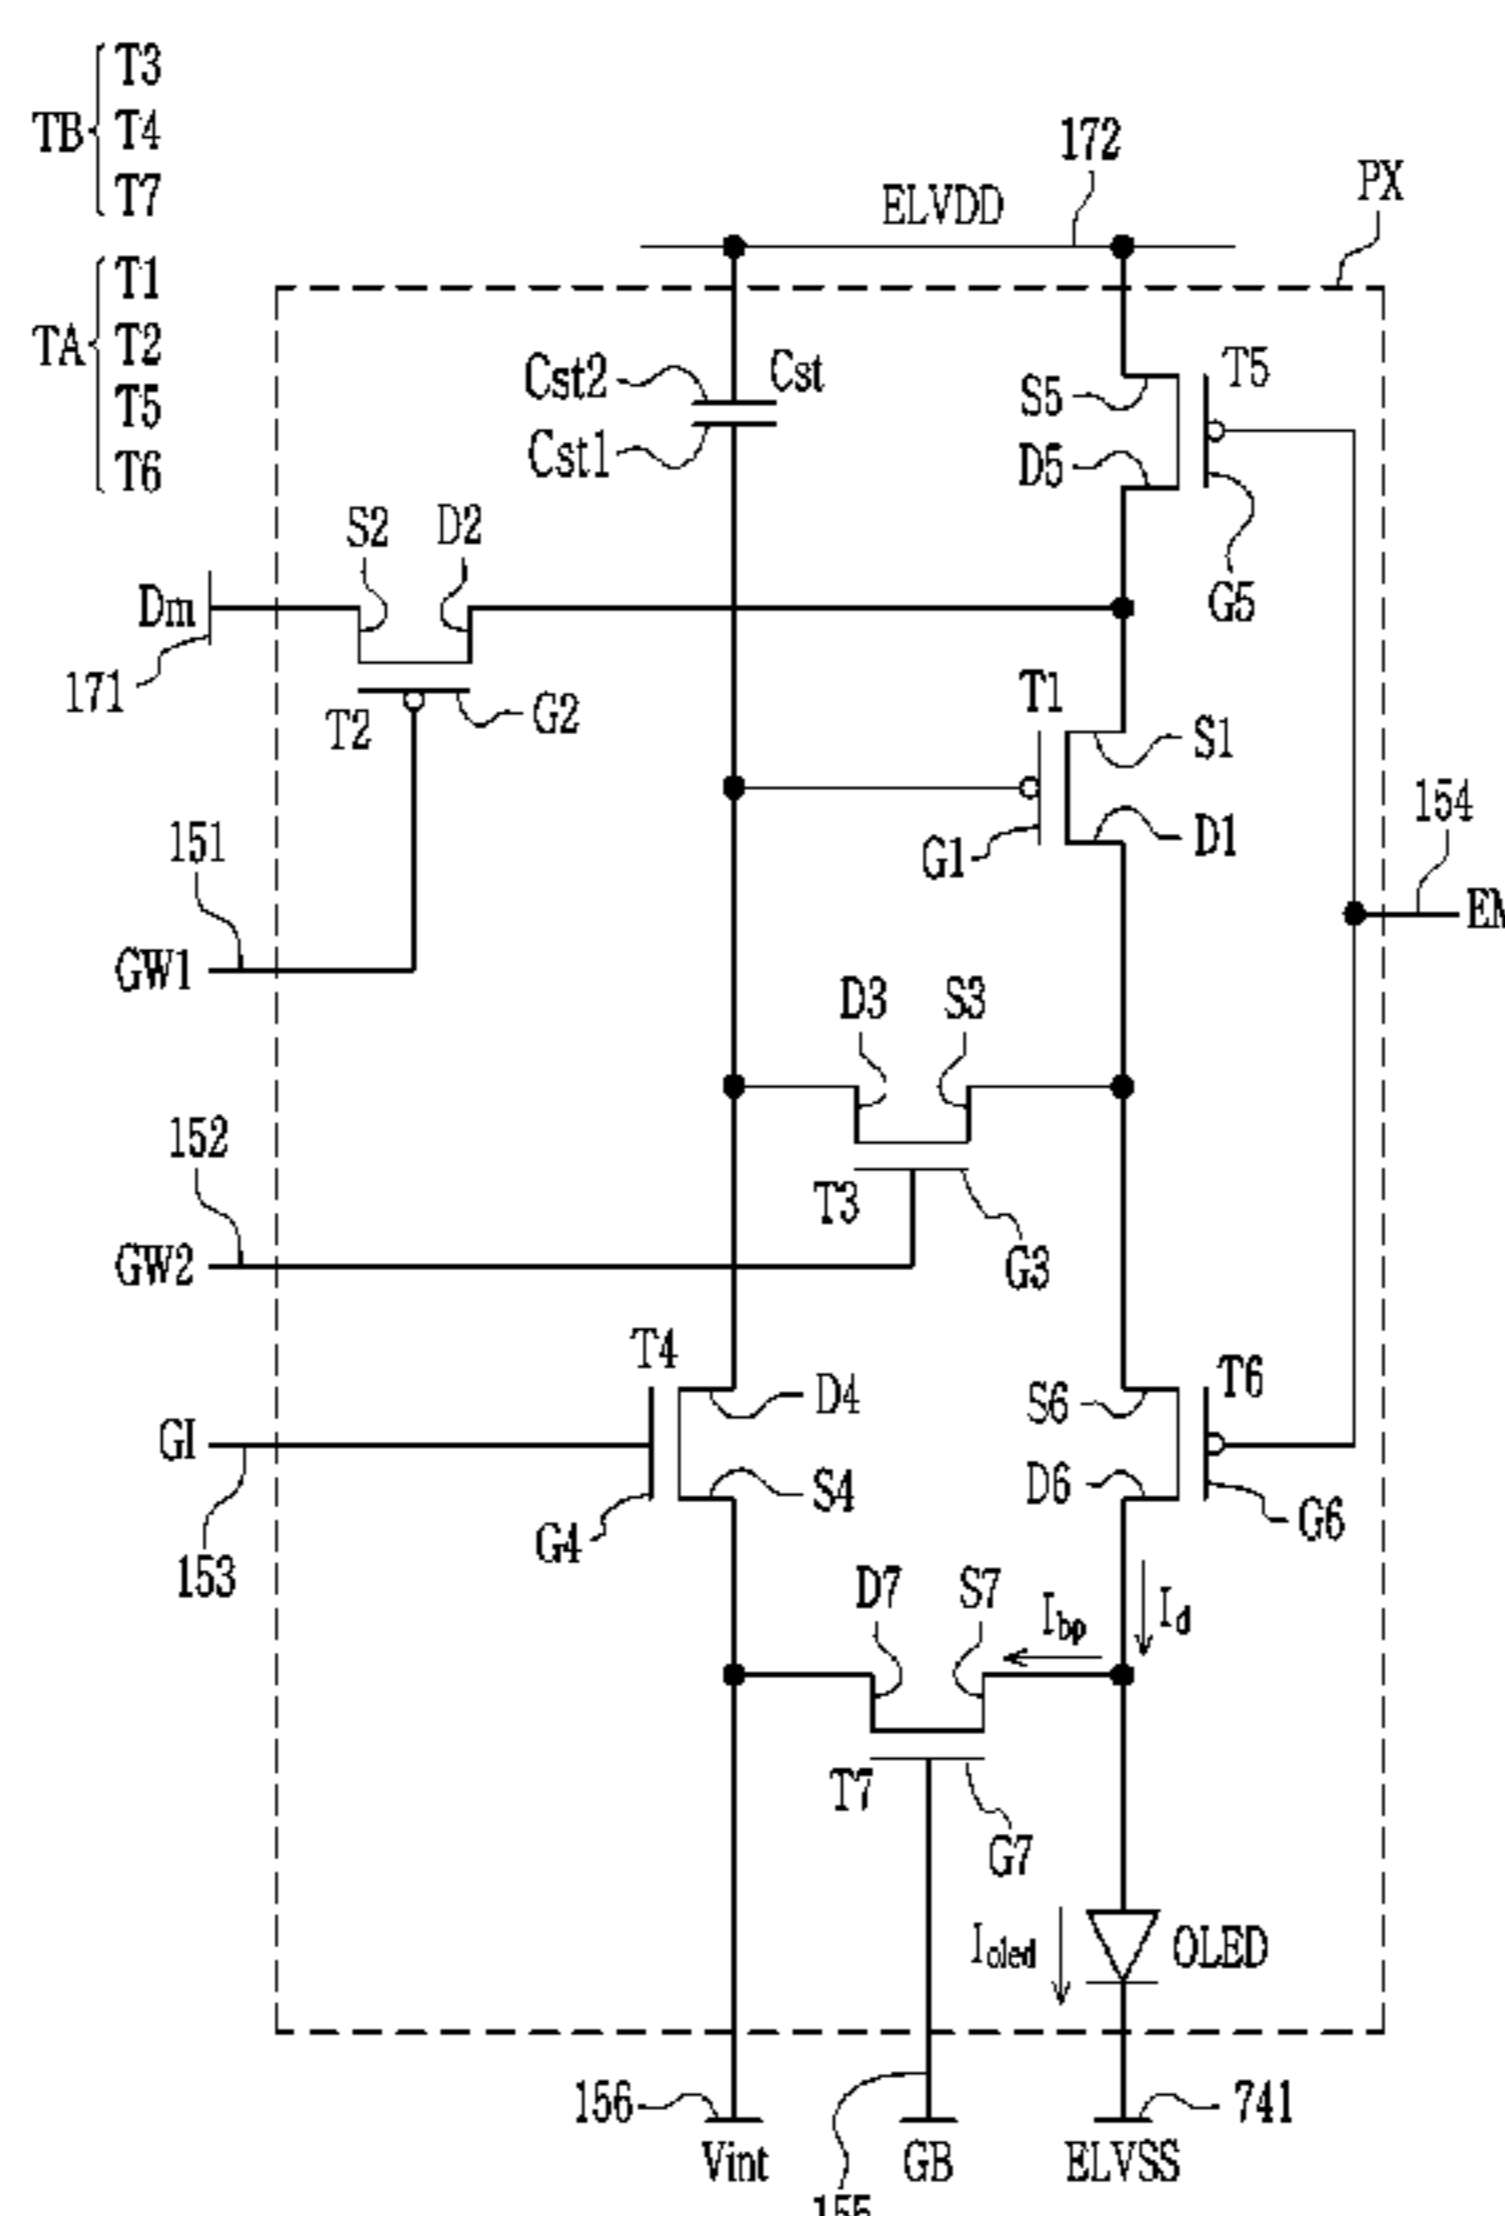 TB T3
T4
T7
TA T1
T2
T5
T6
172
ELVDD
PX
Cst2
Cst
Cst1
S5
T5
D5
G5
S2
D2
Dm
171
T2
G2
T1
S1
G1
D1
154
151
GW1
D3
S3
152
T3
G3
GW2
T4
D4
GI
S4
G4
153
S6
T6
D6
G6
D7
S7
Ibp
Id
T7
G7
Ioled
OLED
156
741
Vint
GB
ELVSS